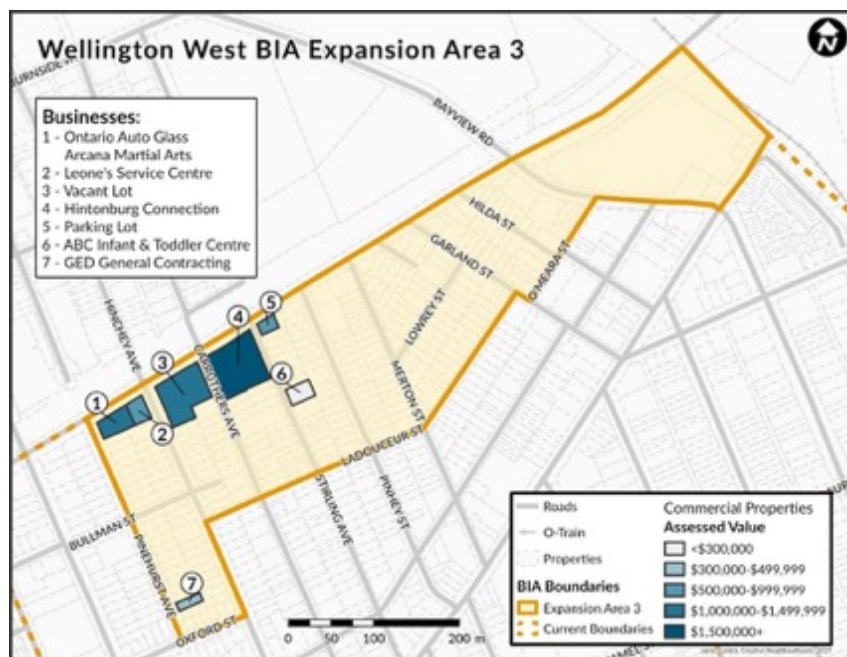 Wellington West BIA Expansion Area 3
N
BURNSIDE
Businesses:
1 - Ontario Auto Glass
Arcana Martial Arts
2 - Leone's Service Centre
3 - Vacant Lot
4 - Hintonburg Connection
5 - Parking Lot
6 - ABC Infant & Toddler Centre
7 - GED General Contracting
BAYVIEW RD
HILDA ST
GARLAND ST
O'MEARA ST
LOWREY ST
HINCHEY AVE
CARROTHERS AVE
MERTON ST
5
4
3
6
1
2
LADOUCEUR ST
STIRLING AVE
PINHEY ST
BULLMAN ST
PINEHURST AVE
7
OXFORD ST
0 50 100 200 m
Roads
O-Train
Properties
BIA Boundaries
Expansion Area 3
Current Boundaries
Commercial Properties
Assessed Value
<$300,000
$300,000-$499,999
$500,000-$999,999
$1,000,000-$1,499,999
$1,500,000+